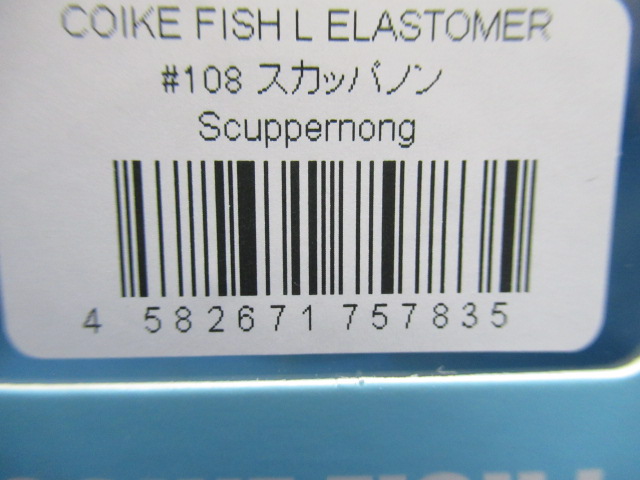 COIKE FISH L ELASTOMER
#108 スカッパノン
Scuppernong
4 582671 757835